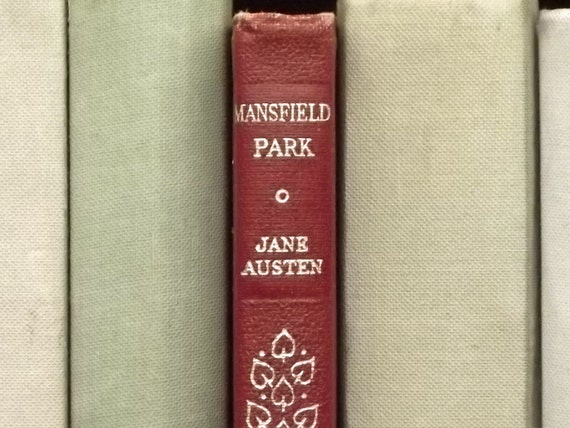 MANSFIELD
PARK
JANE
AUSTEN